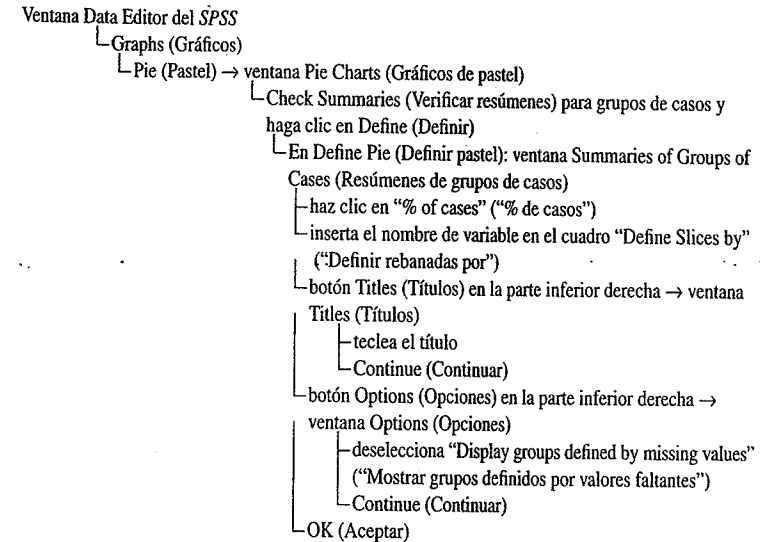 Ventana Data Editor del SPSS
Graphs (Gráficos)
Pie (Pastel) → ventana Pie Charts (Gráficos de pastel)
Check Summaries (Verificar resúmenes) para grupos de casos y
haga clic en Define (Definir)
En Define Pie (Definir pastel): ventana Summaries of Groups of
Cases (Resúmenes de grupos de casos)
haz clic en “% of cases” (“% de casos”)
inserta el nombre de variable en el cuadro “Define Slices by”
(“Definir rebanadas por”)
botón Titles (Títulos) en la parte inferior derecha → ventana
Titles (Títulos)
teclea el título
Continue (Continuar)
botón Options (Opciones) en la parte inferior derecha →
ventana Options (Opciones)
deselecciona “Display groups defined by missing values”
(“Mostrar grupos definidos por valores faltantes”)
Continue (Continuar)
OK (Aceptar)